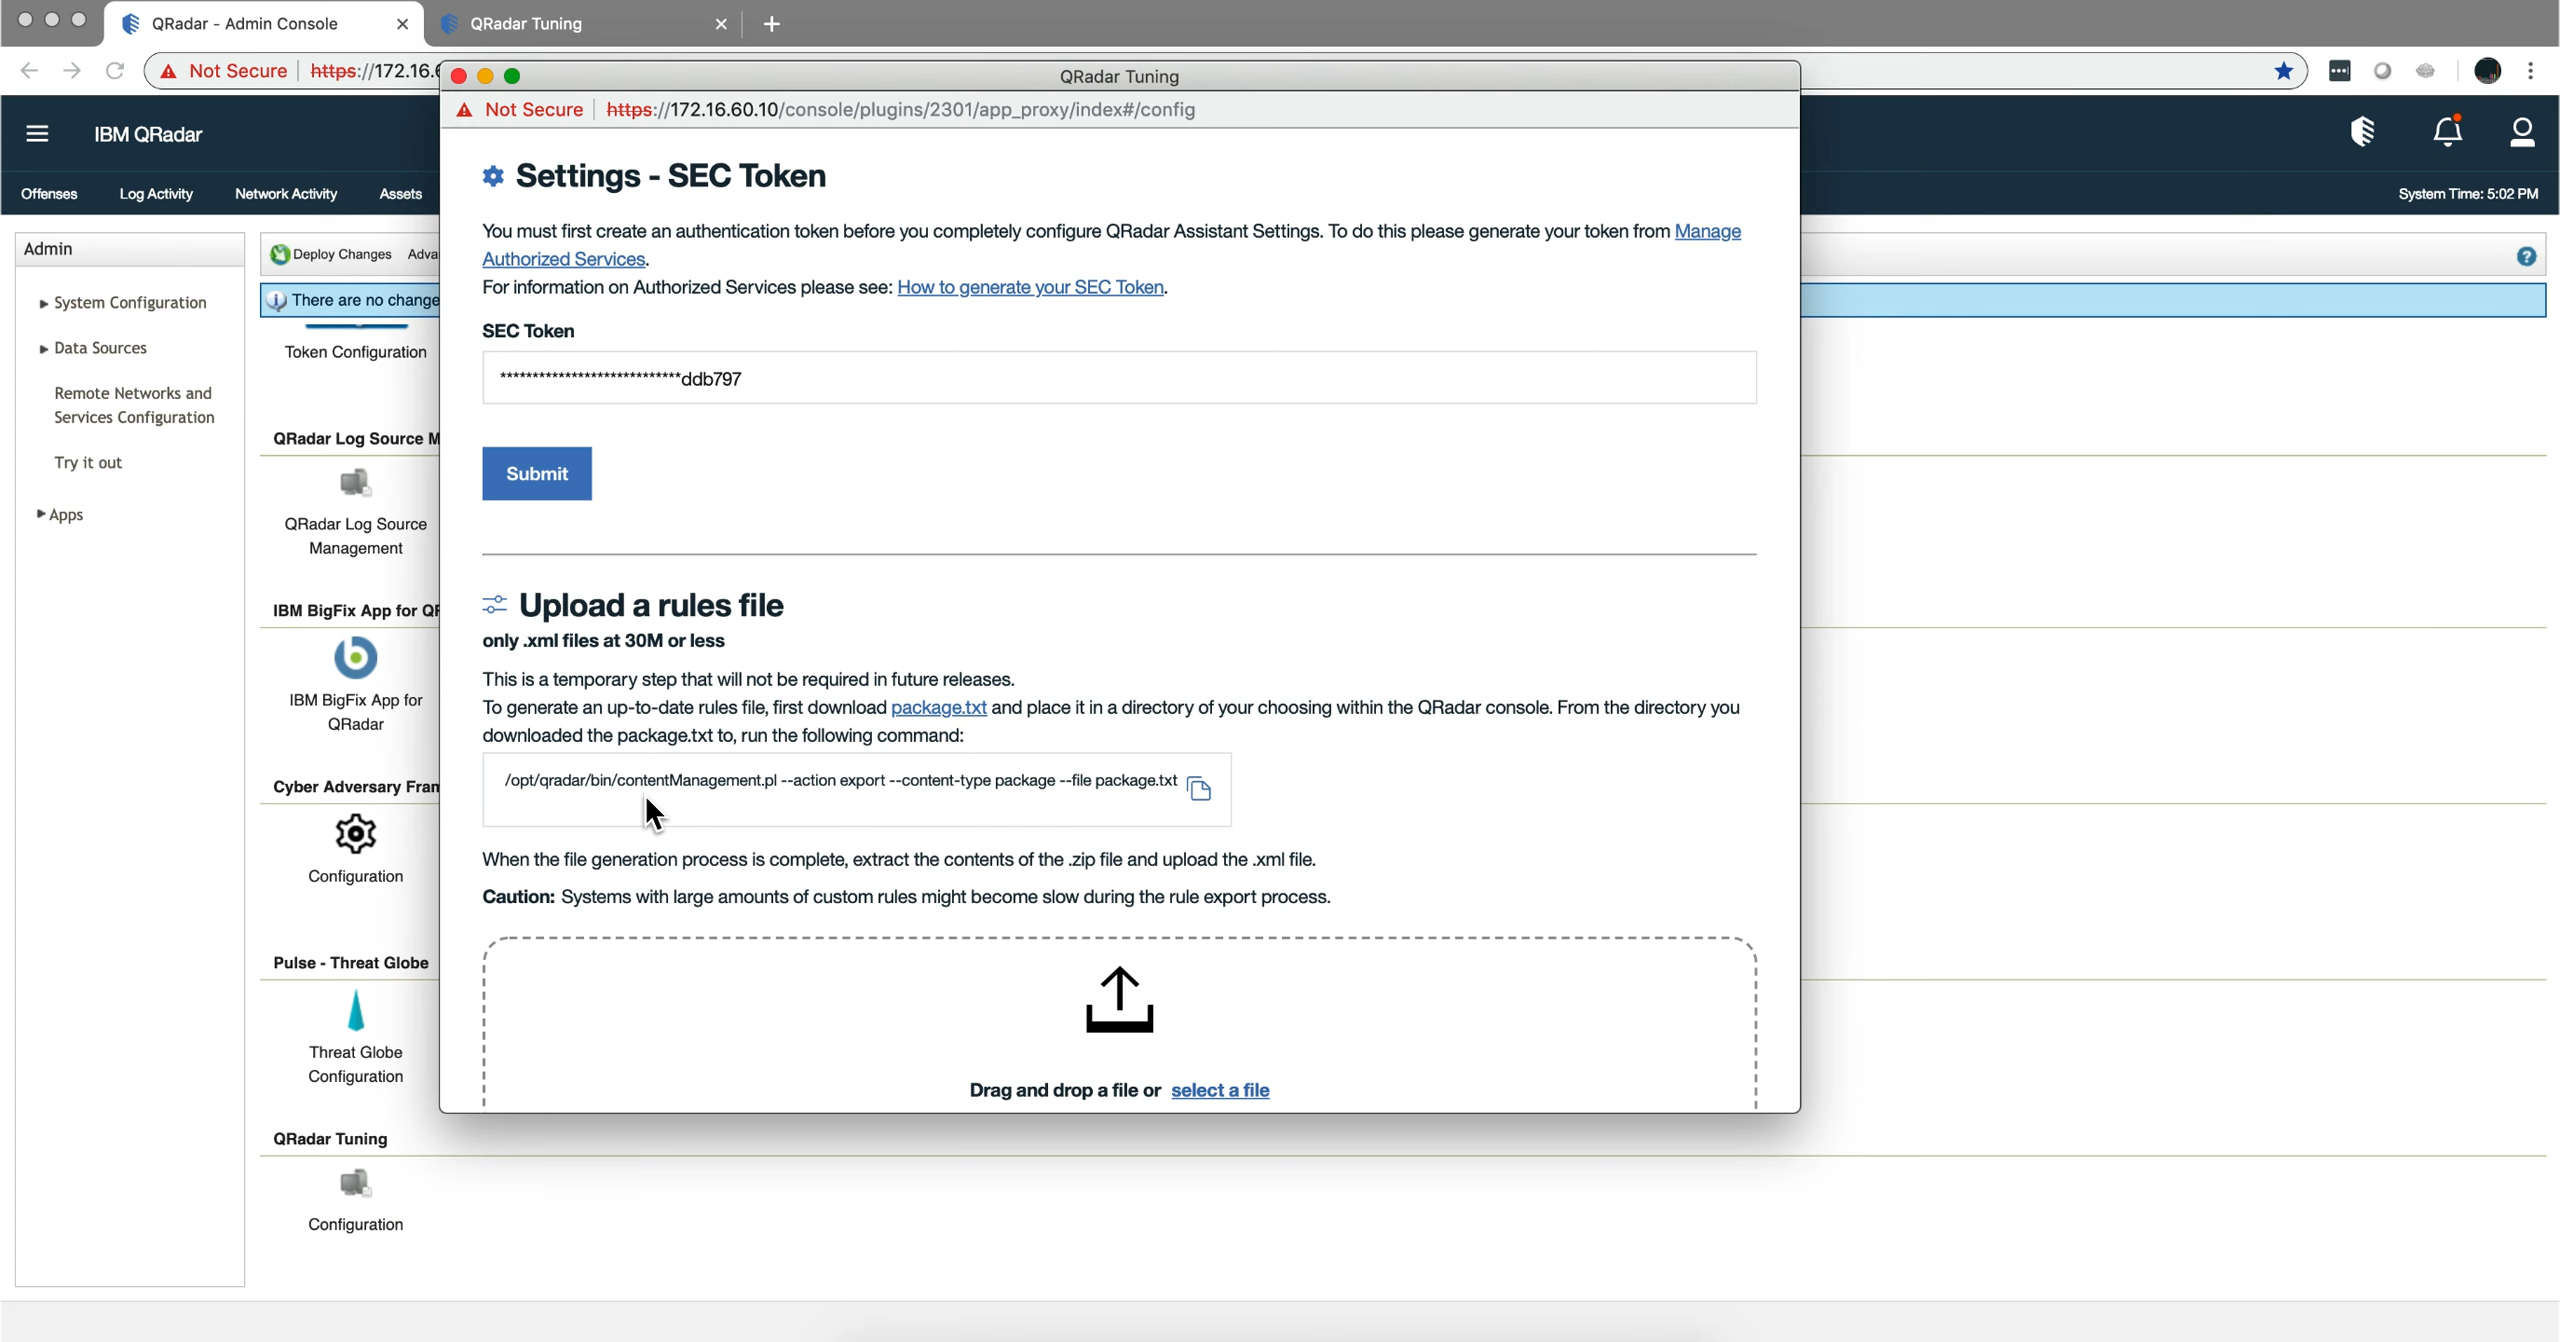 QRadar - Admin Console
QRadar Tuning
Not Secure
https://172.16.6
QRadar Tuning
Not Secure
https://172.16.60.10/console/plugins/2301/app_proxy/index#/config
IBM QRadar
Offenses
Log Activity
Network Activity
Assets
System Time: 5:02 PM
Admin
System Configuration
Data Sources
Remote Networks and
Services Configuration
Try it out
Apps
Deploy Changes
Adva
There are no change
Token Configuration
QRadar Log Source M
QRadar Log Source
Management
IBM BigFix App for QR
IBM BigFix App for
QRadar
Cyber Adversary Fram
Configuration
Pulse - Threat Globe
Threat Globe
Configuration
QRadar Tuning
Configuration
Settings - SEC Token
You must first create an authentication token before you completely configure QRadar Assistant Settings. To do this please generate your token from Manage
Authorized Services.
For information on Authorized Services please see: How to generate your SEC Token.
SEC Token
****************************ddb797
Submit
Upload a rules file
only .xml files at 30M or less
This is a temporary step that will not be required in future releases.
To generate an up-to-date rules file, first download package.txt and place it in a directory of your choosing within the QRadar console. From the directory you
downloaded the package.txt to, run the following command:
/opt/qradar/bin/contentManagement.pl --action export --content-type package --file package.txt
When the file generation process is complete, extract the contents of the .zip file and upload the .xml file.
Caution: Systems with large amounts of custom rules might become slow during the rule export process.
Drag and drop a file or select a file